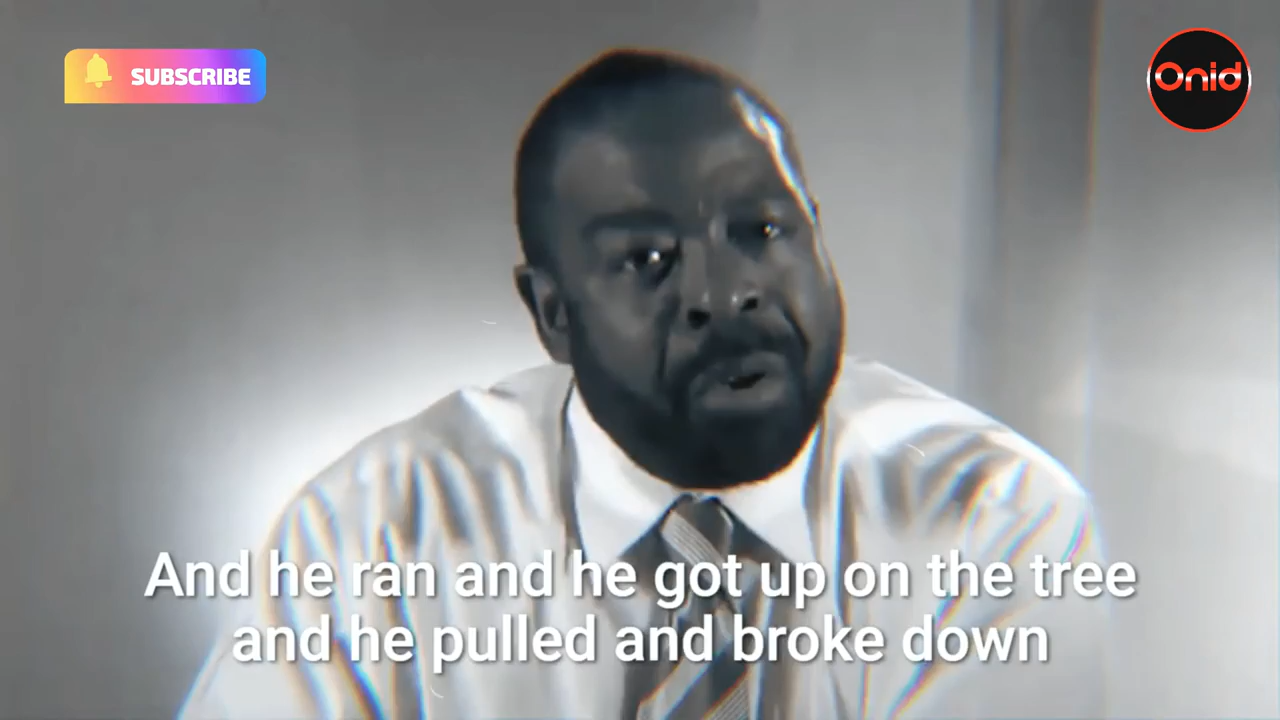 SUBSCRIBE
Onid
And he ran and he got up on the tree
and he pulled and broke down